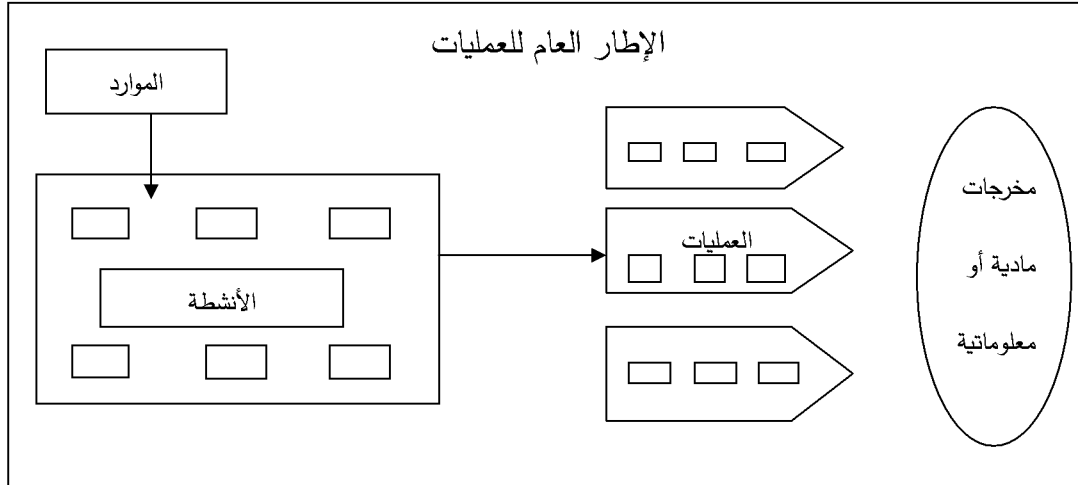 الإطار العام للعمليات
الموارد
الأنشطة
العمليات
مخرجات
مادية أو
معلوماتية